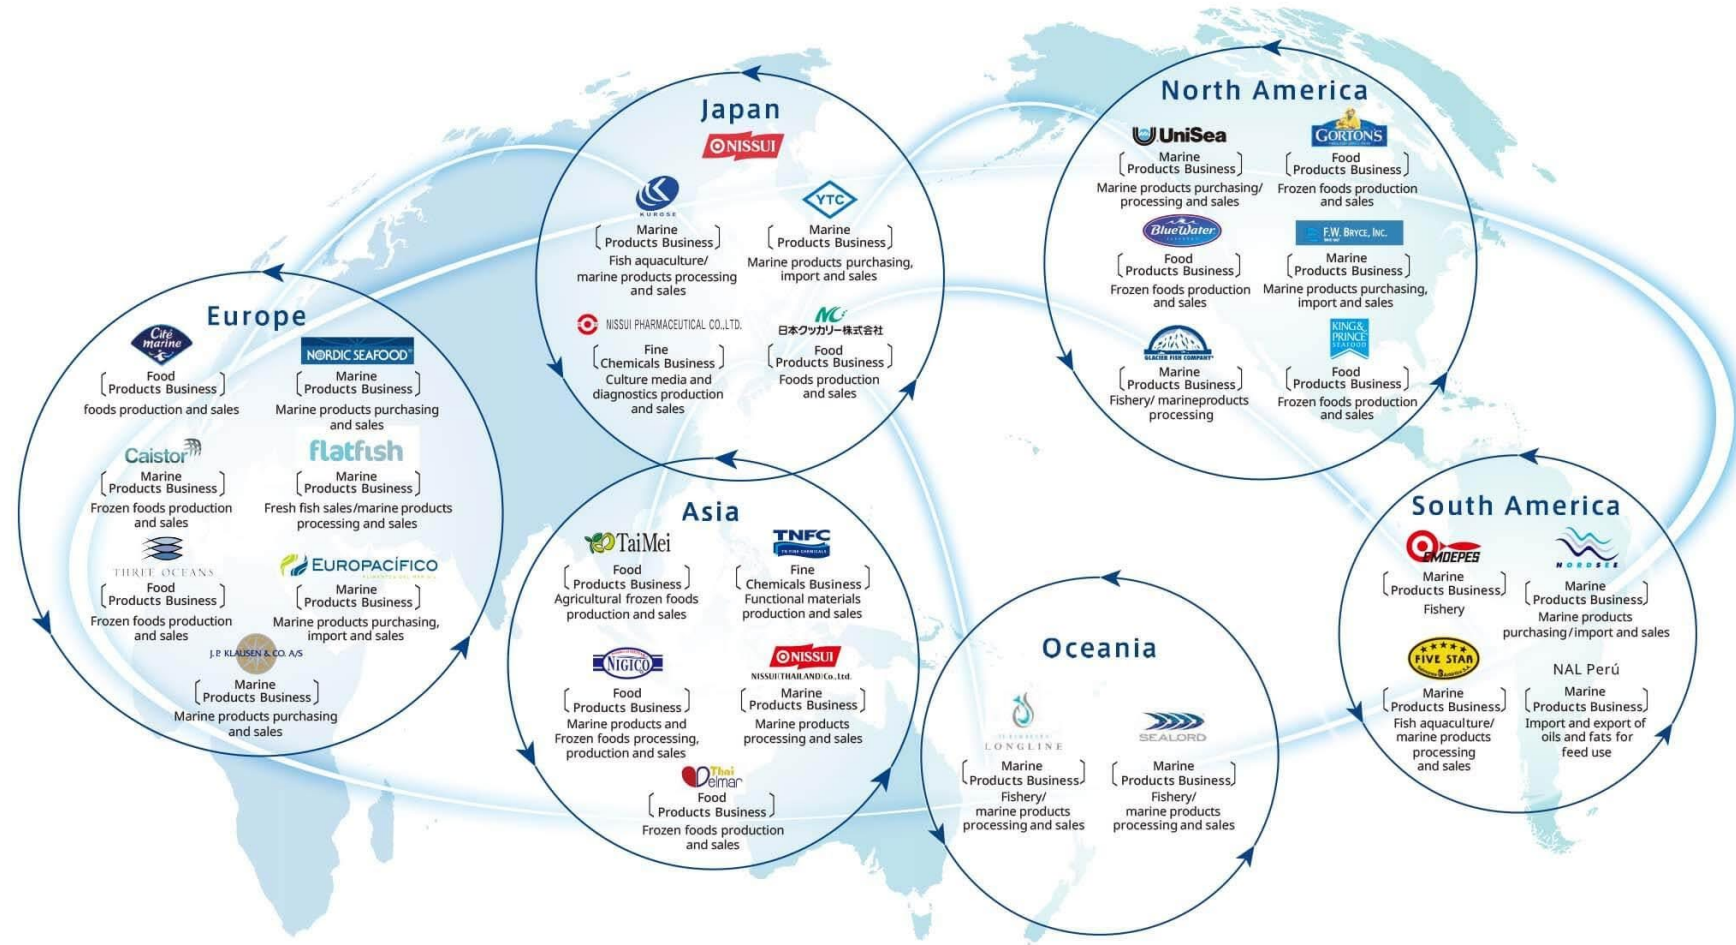 Japan
NISSUI
KUROSE
Marine
Products Business
Fish aquaculture/
marine products processing
and sales
YTC
Marine
Products Business
Marine products purchasing,
import and sales
NISSUI PHARMACEUTICAL CO.,LTD.
Fine
Chemicals Business
Culture media and
diagnostics production
and sales
日本クッカリー株式会社
Food
Products Business
Foods production
and sales
North America
UniSea
Marine
Products Business
Marine products purchasing/
processing and sales
GORTON'S
Food
Products Business
Frozen foods production
and sales
BlueWater
Food
Products Business
Frozen foods production
and sales
F.W. BRYCE, INC.
Marine
Products Business
Marine products purchasing,
import and sales
GLACIER FISH COMPANY
Marine
Products Business
Fishery/ marineproducts
processing
KING&
PRINCE
SEAFOOD
Food
Products Business
Frozen foods production
and sales
Europe
Cité
marine
Food
Products Business
foods production and sales
NORDIC SEAFOOD
Marine
Products Business
Marine products purchasing
and sales
Caistor
Marine
Products Business
Frozen foods production
and sales
flatfish
Marine
Products Business
Fresh fish sales/marine products
processing and sales
THREE OCEANS
Food
Products Business
Frozen foods production
and sales
EUROPACÍFICO
Marine
Products Business
Marine products purchasing,
import and sales
J.P. KLAUSEN & CO. A/S
Marine
Products Business
Marine products purchasing
and sales
Asia
TaiMei
Food
Products Business
Agricultural frozen foods
production and sales
TNFC
TN FINE CHEMICALS
Fine
Chemicals Business
Functional materials
production and sales
NIGICO
Food
Products Business
Marine products and
Frozen foods processing,
production and sales
NISSUI
NISSUI(THAILAND)Co.,Ltd.
Marine
Products Business
Marine products
processing and sales
Thai
Delmar
Food
Products Business
Frozen foods production
and sales
Oceania
LONGLINE
Marine
Products Business
Fishery/
marine products
processing and sales
SEALORD
Marine
Products Business
Fishery/
marine products
processing and sales
South America
EMDEPES
Marine
Products Business
Fishery
NORDSEE
Marine
Products Business
Marine products
purchasing/import and sales
FIVE STAR
Marine
Products Business
Fish aquaculture/
marine products
processing
and sales
NAL Perú
Marine
Products Business
Import and export of
oils and fats for
feed use